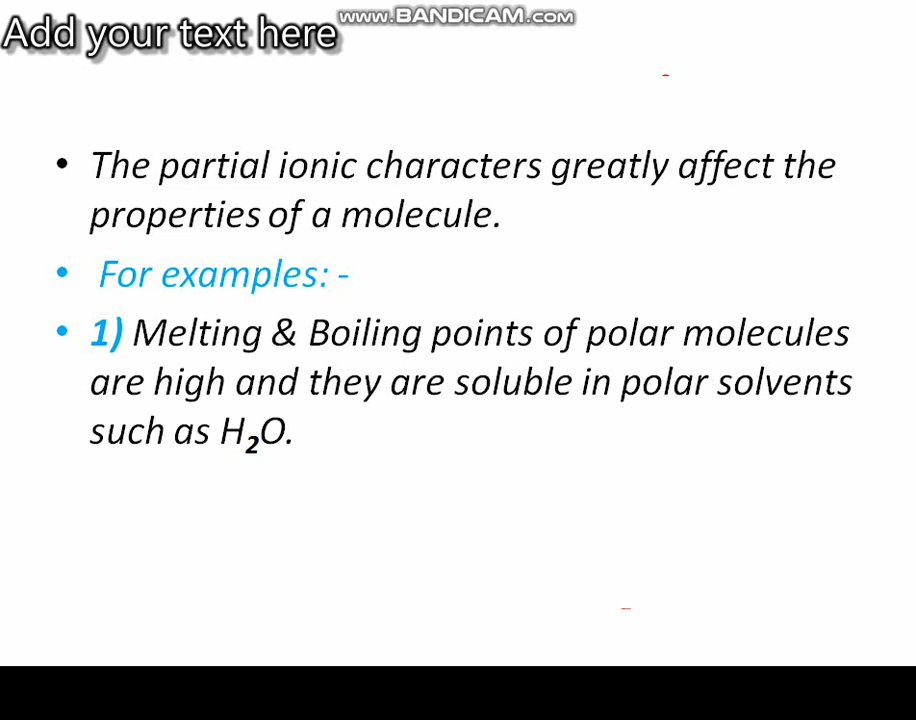 www.BANDICAM.com
Add your text here
• The partial ionic characters greatly affect the
properties of a molecule.
• For examples: -
• 1) Melting & Boiling points of polar molecules
are high and they are soluble in polar solvents
such as H₂O.